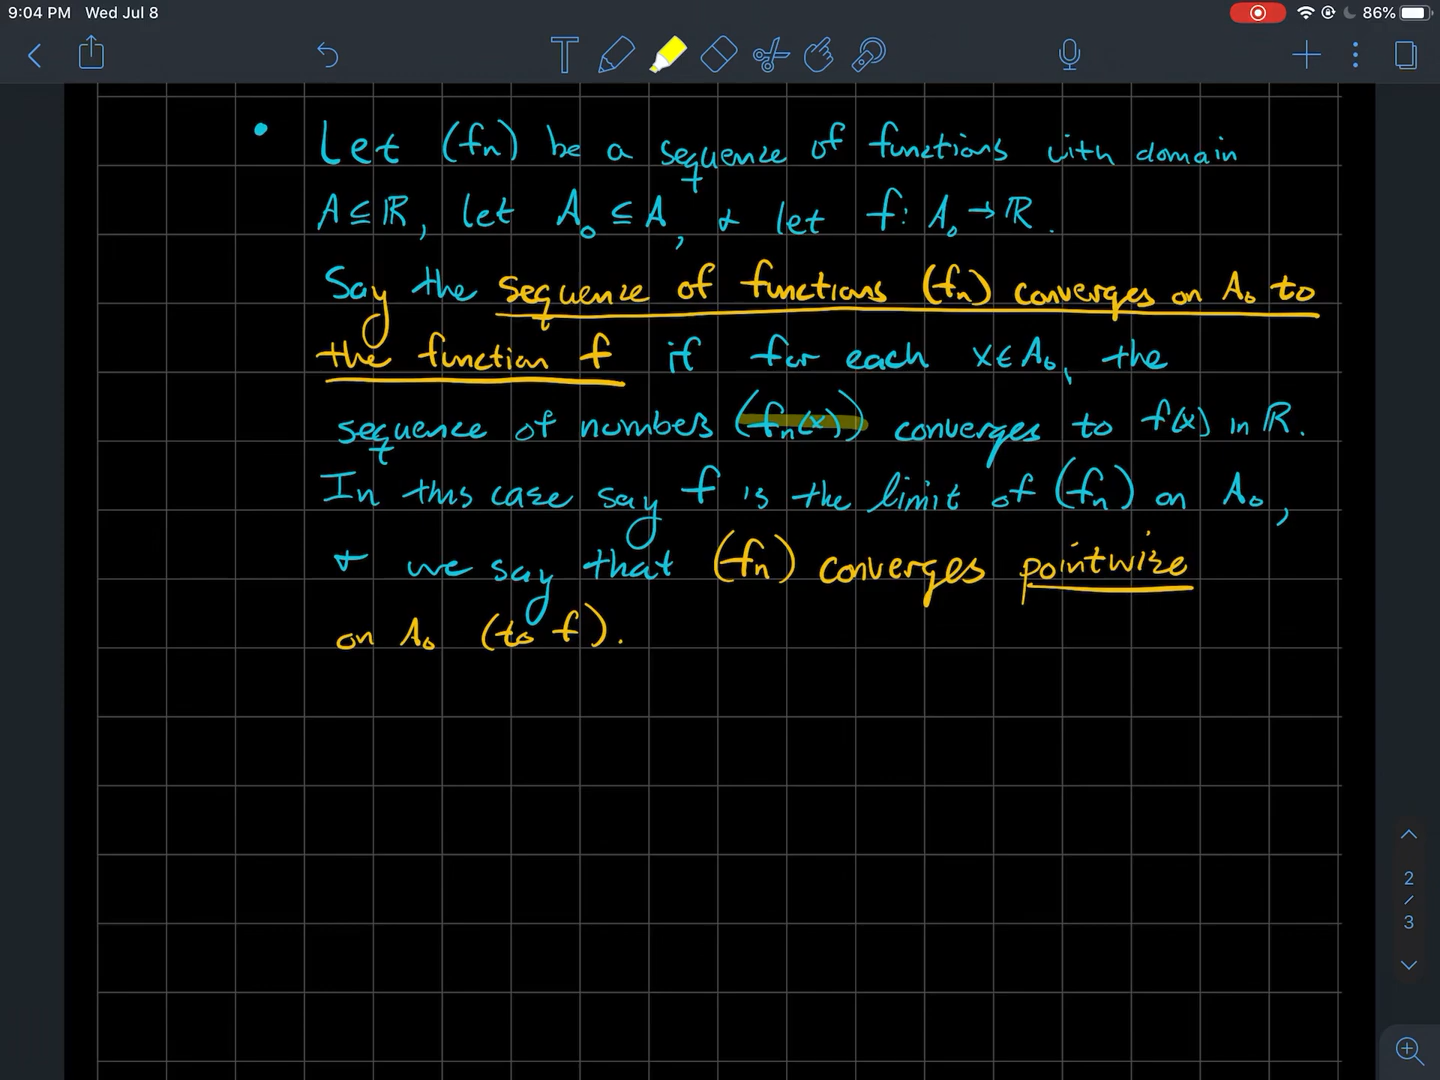 9:04 PM Wed Jul 8
86%
T
• Let (fn) be a sequence of functions with domain
A ⊆ ℝ, let A₀ ⊆ A, & let f: A₀ → ℝ.
Say the sequence of functions (fn) converges on A₀ to
the function f if for each x ∈ A₀, the
sequence of numbers (fn(x)) converges to f(x) in ℝ.
In this case say f is the limit of (fn) on A₀,
& we say that (fn) converges pointwise
on A₀ (to f).
2
/
3